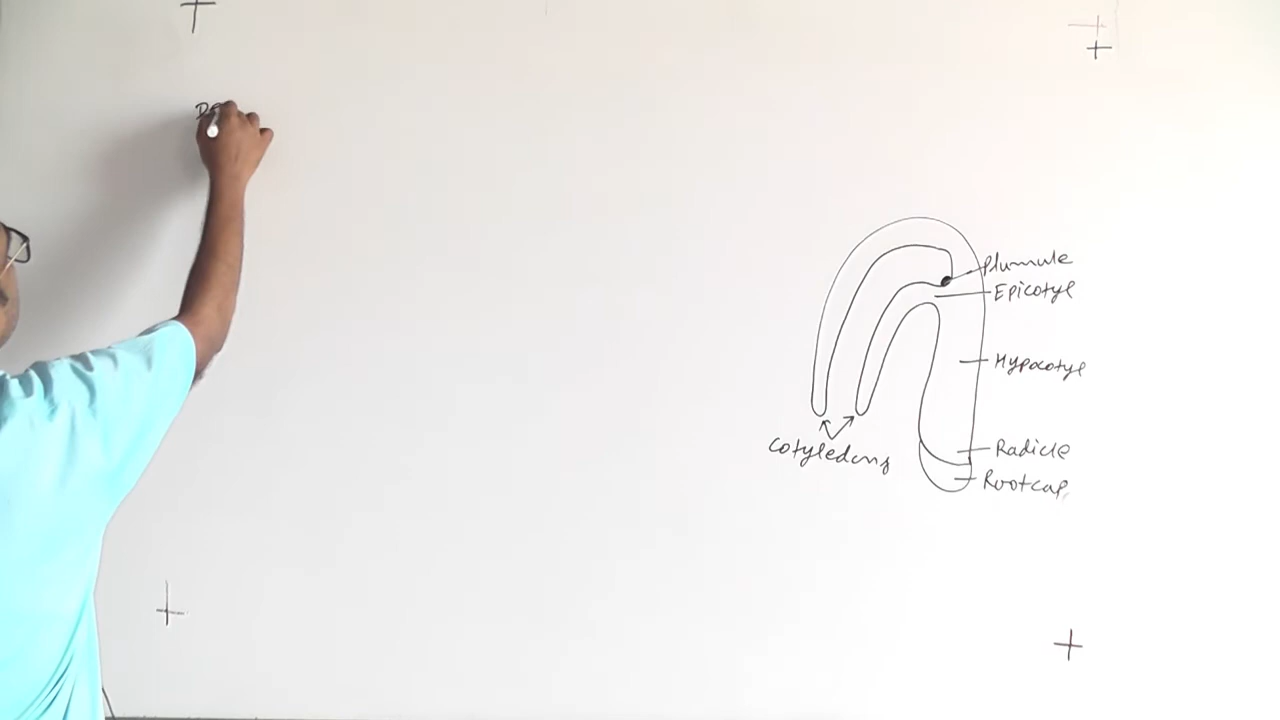 Plumule
Epicotyl
Hypocotyl
Radicle
Rootcap
Cotyledons